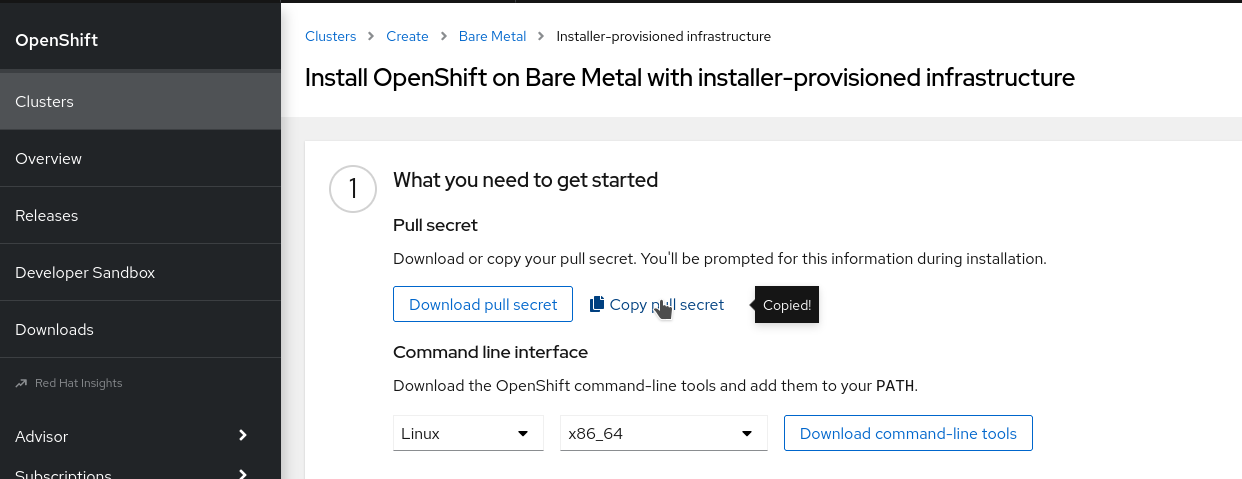 OpenShift
Clusters
Overview
Releases
Developer Sandbox
Downloads
Red Hat Insights
Advisor
Subscriptions
Clusters > Create > Bare Metal > Installer-provisioned infrastructure
Install OpenShift on Bare Metal with installer-provisioned infrastructure
1 What you need to get started
Pull secret
Download or copy your pull secret. You'll be prompted for this information during installation.
Download pull secret Copy pull secret Copied!
Command line interface
Download the OpenShift command-line tools and add them to your PATH.
Linux x86_64 Download command-line tools